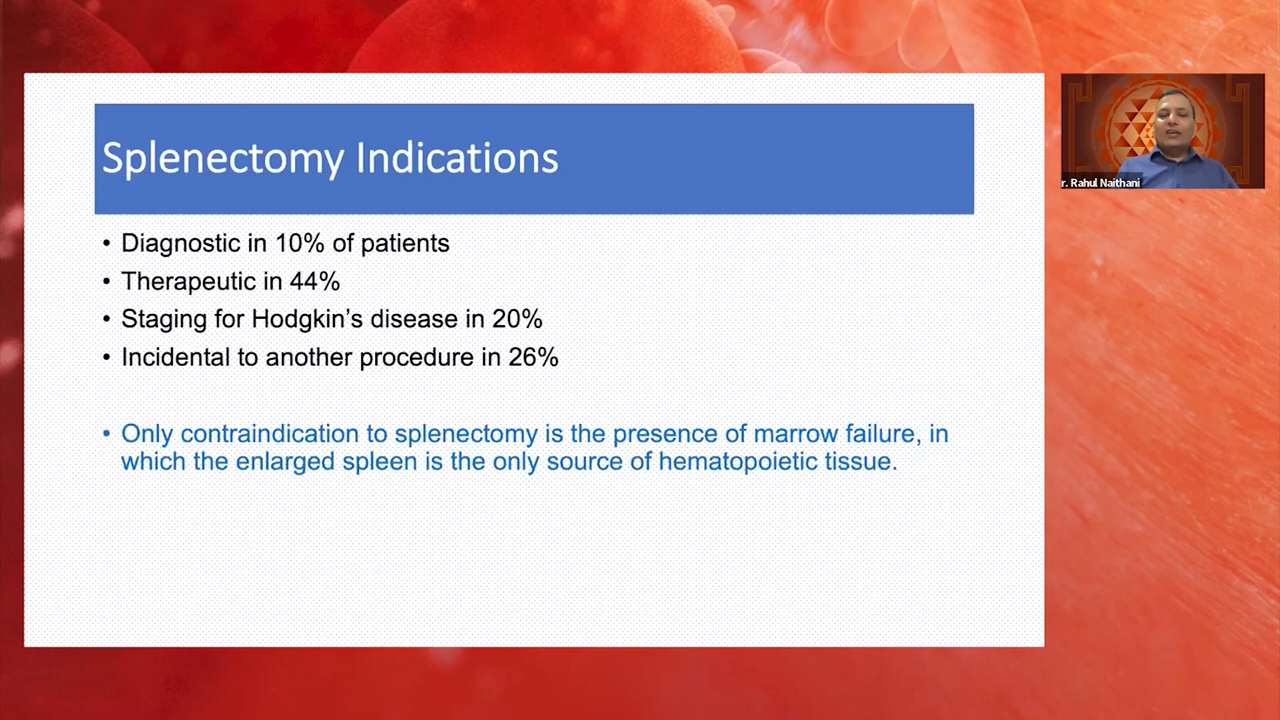 Splenectomy Indications
• Diagnostic in 10% of patients
• Therapeutic in 44%
• Staging for Hodgkin’s disease in 20%
• Incidental to another procedure in 26%
• Only contraindication to splenectomy is the presence of marrow failure, in
which the enlarged spleen is the only source of hematopoietic tissue.
r. Rahul Naithani